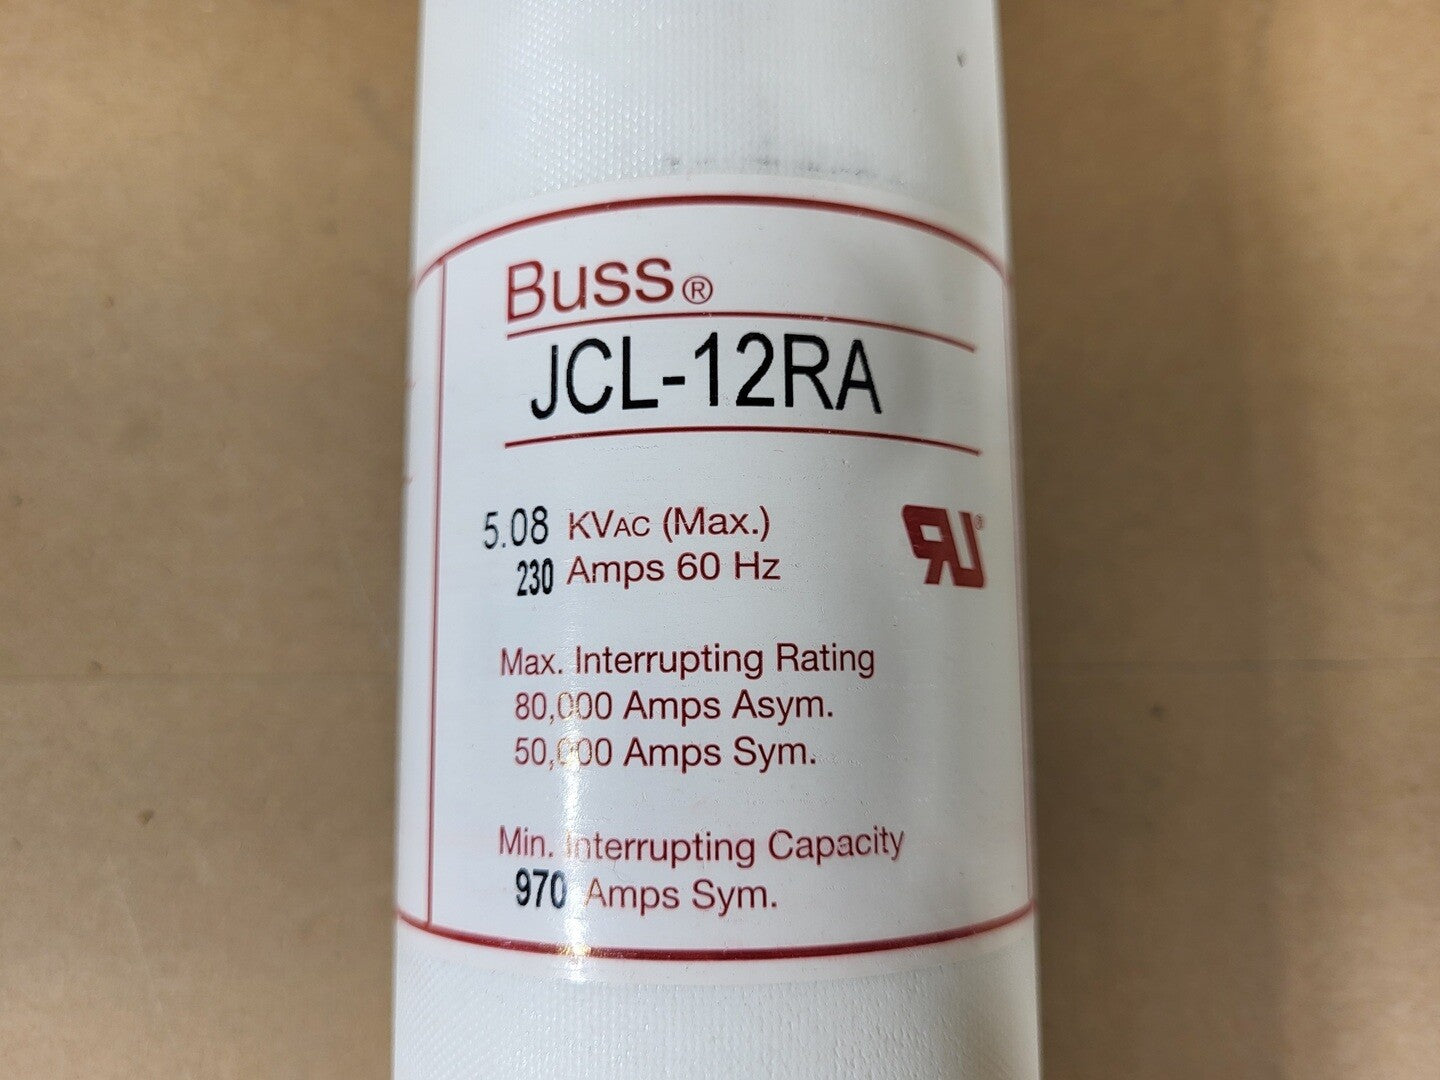 Buss®
JCL-12RA
5.08 KVAC (Max.)
230 Amps 60 Hz
RU®
Max. Interrupting Rating
80,000 Amps Asym.
50,000 Amps Sym.
Min. Interrupting Capacity
970 Amps Sym.